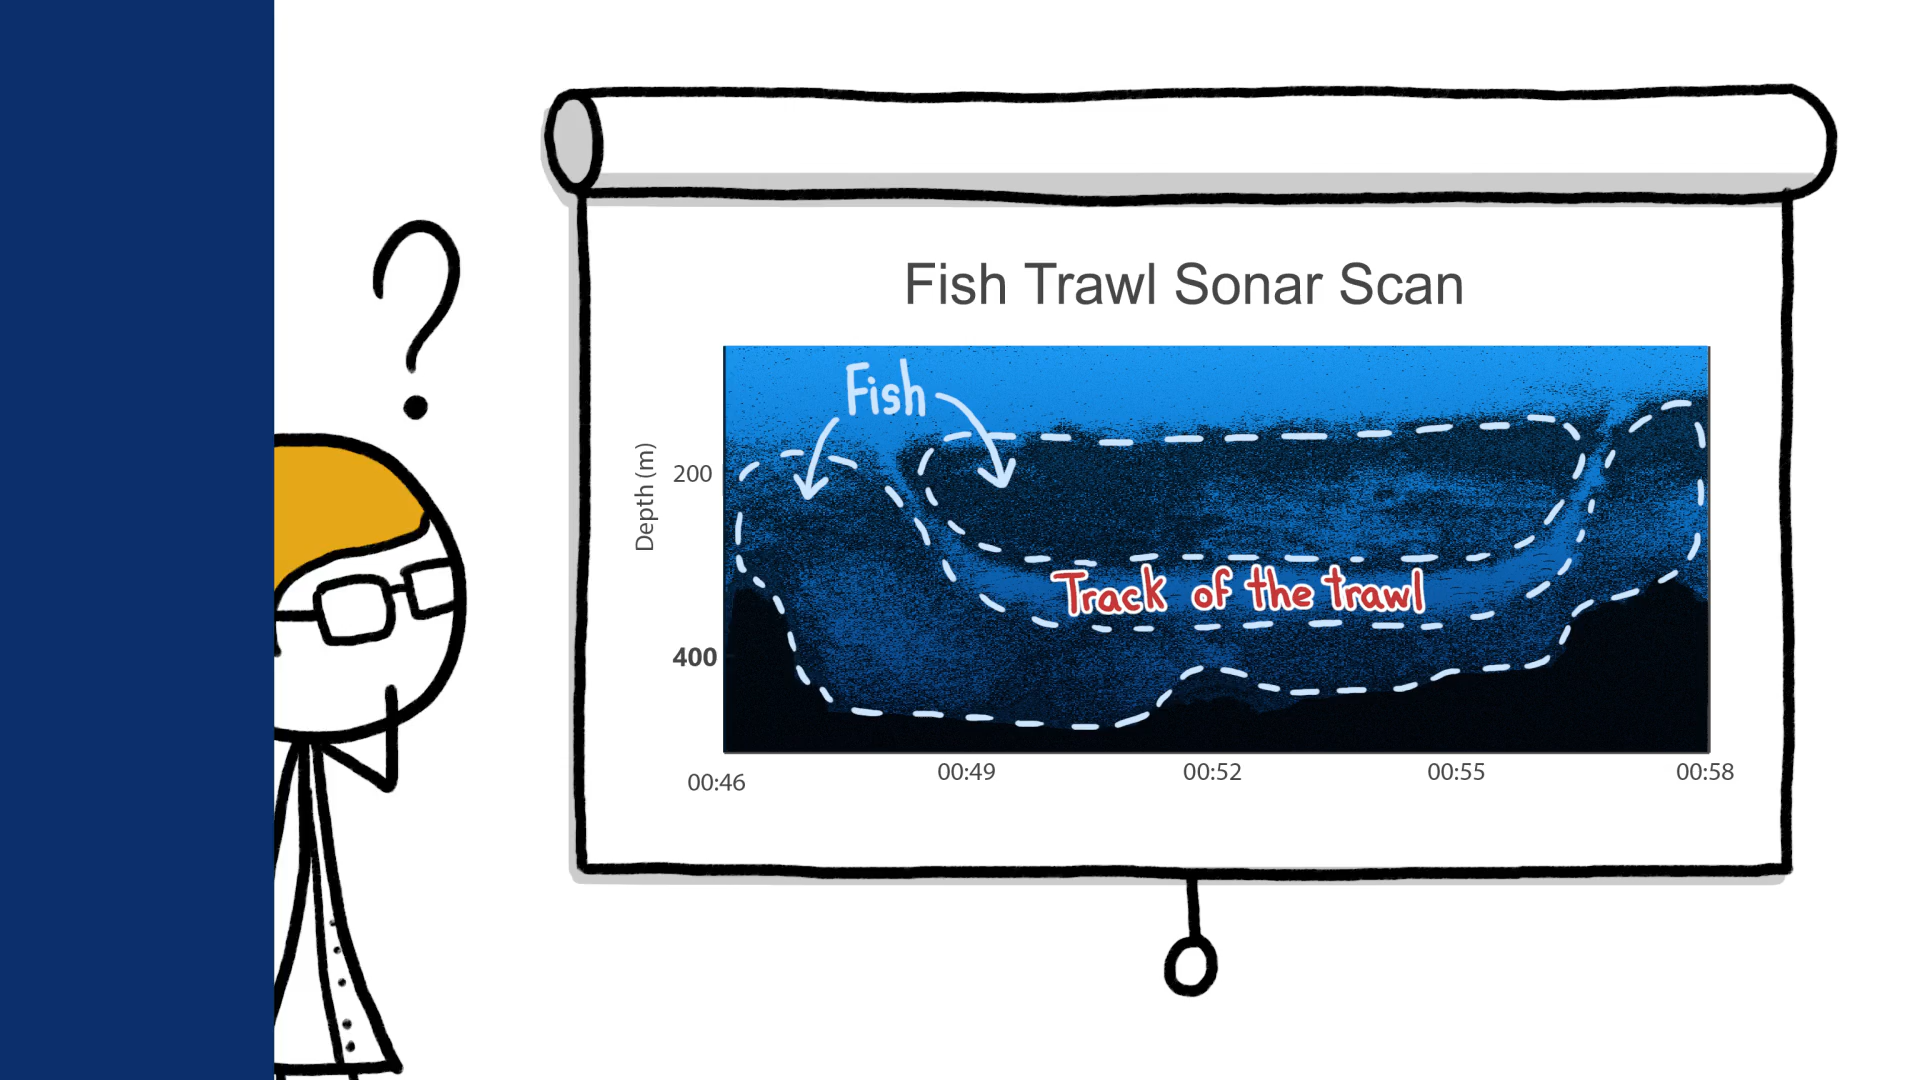 ?
Fish Trawl Sonar Scan
Fish
Depth (m)
200
Track of the trawl
400
00:46
00:49
00:52
00:55
00:58